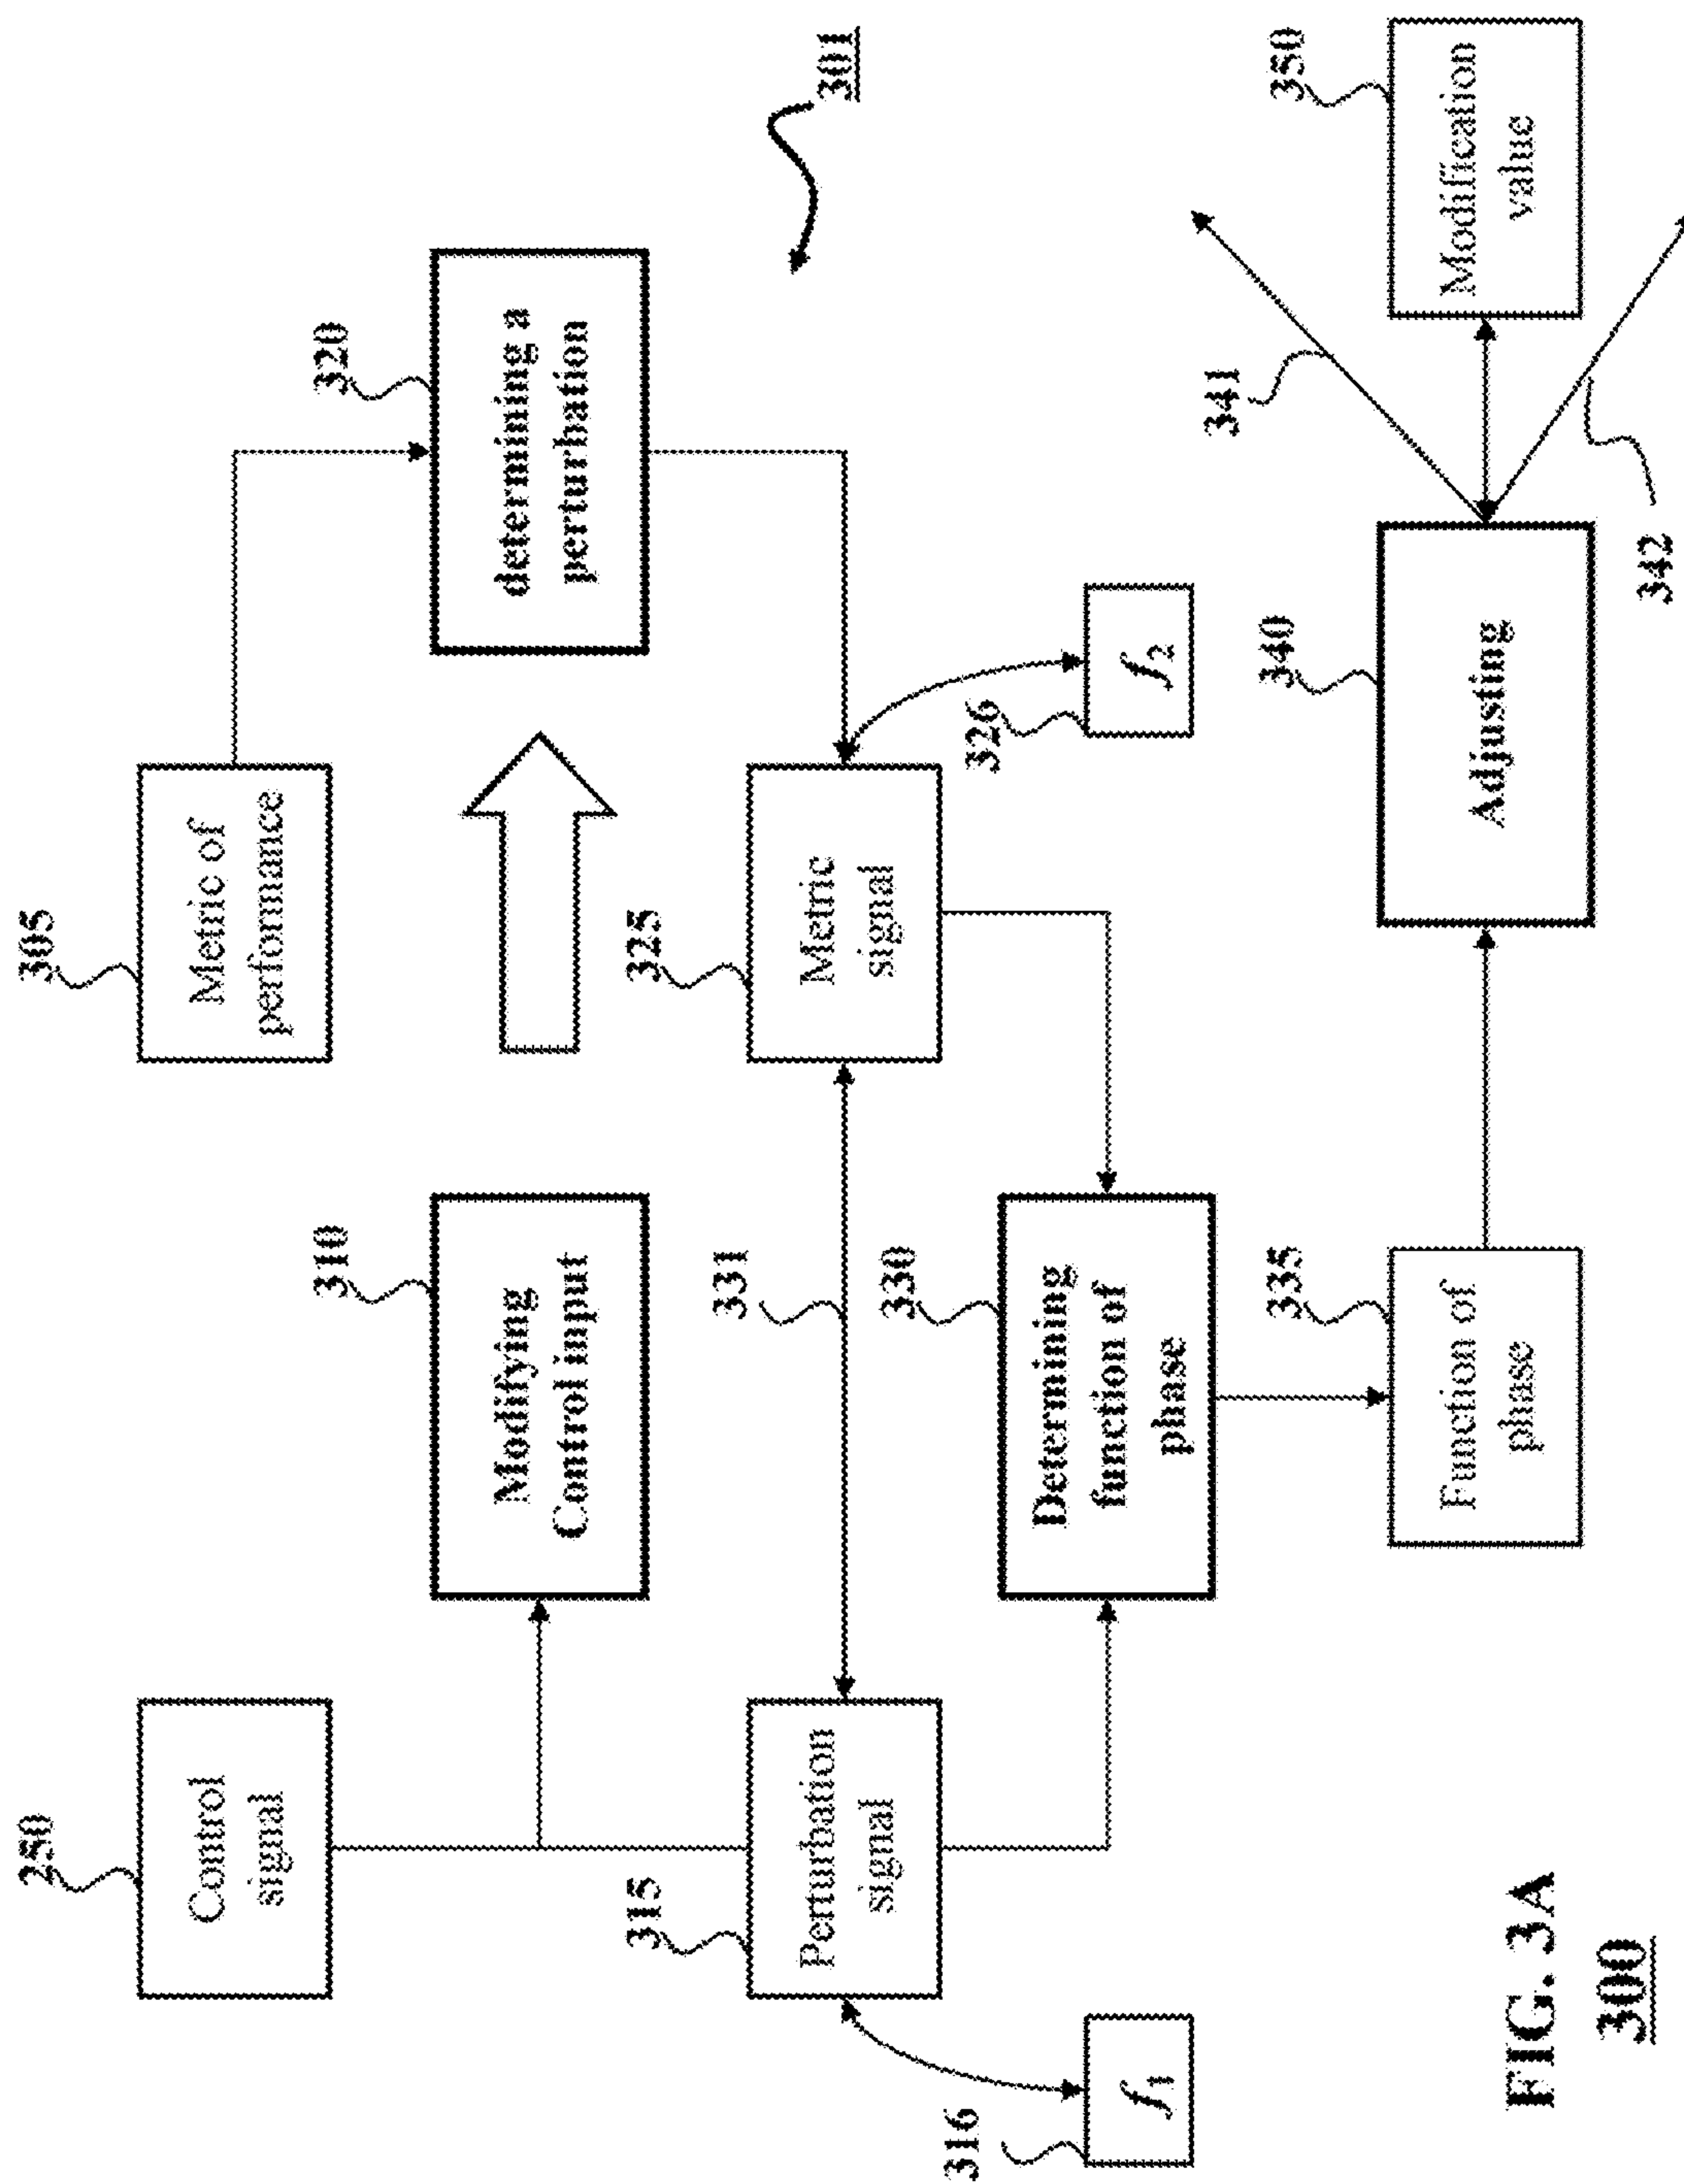 305
Metric of
performance
250
Control
signal
320
determining a
perturbation
310
Modifying
Control input
301
325
Metric
signal
331
315
Perturbation
signal
326
f2
316
f1
330
Determining
function of
phase
335
Function of
phase
340
Adjusting
341
342
350
Modification
value
FIG. 3A
300